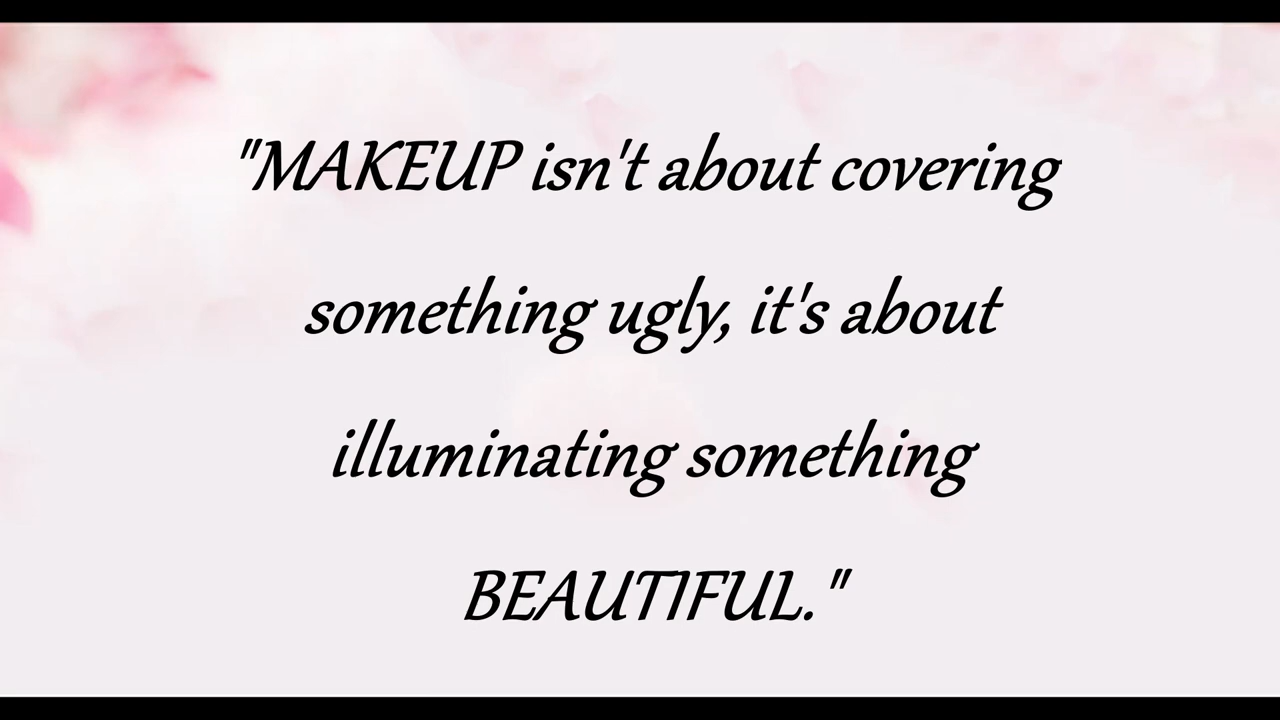 "MAKEUP isn't about covering
something ugly, it's about
illuminating something
BEAUTIFUL."